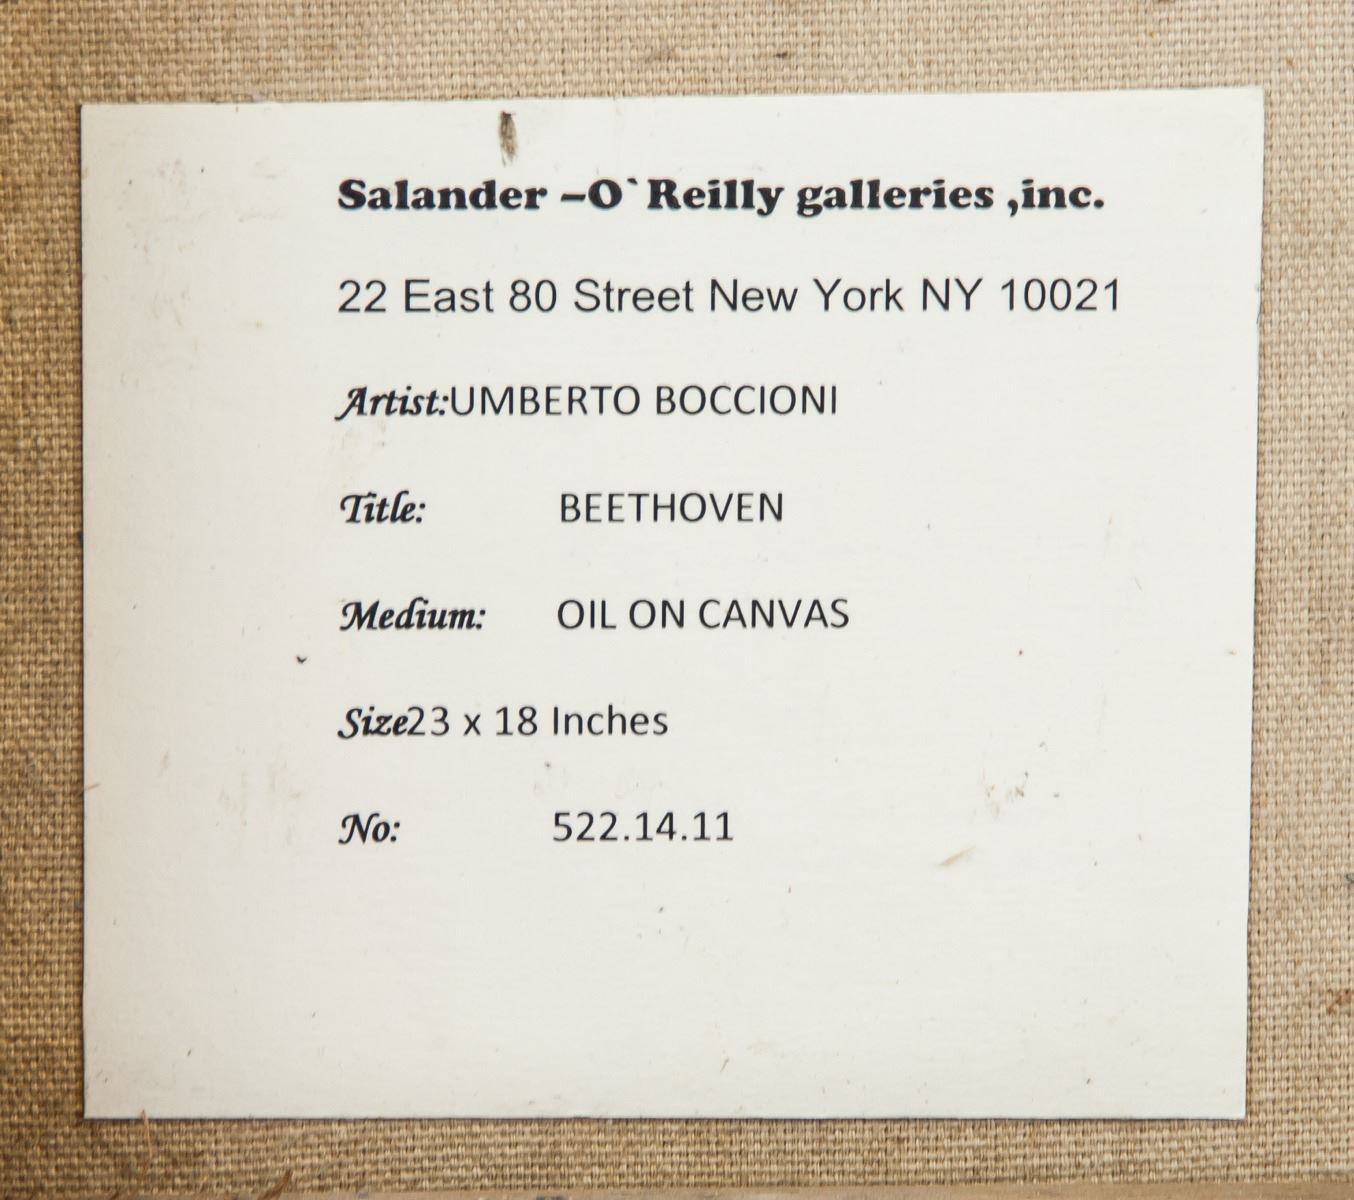 Salander –O`Reilly galleries ,inc.
22 East 80 Street New York NY 10021
Artist:UMBERTO BOCCIONI
Title: BEETHOVEN
Medium: OIL ON CANVAS
Size23 x 18 Inches
No: 522.14.11